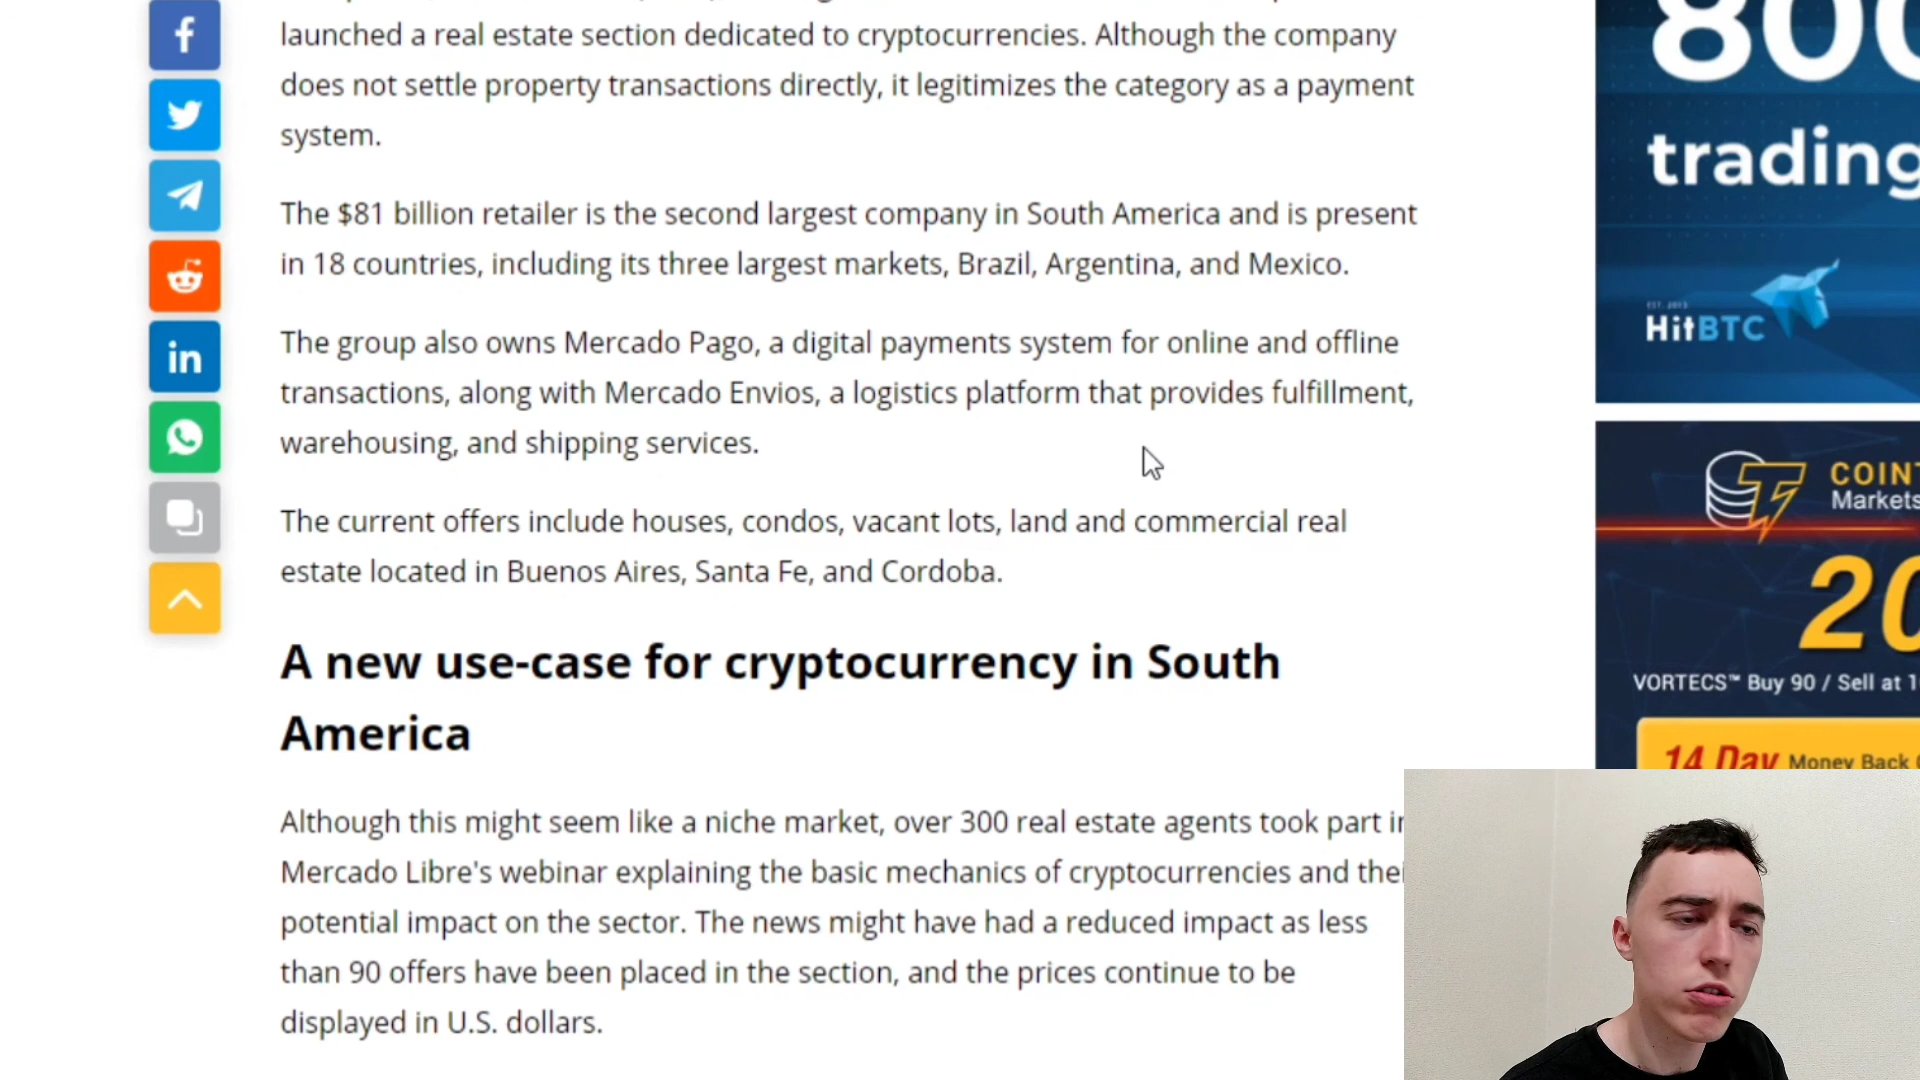 launched a real estate section dedicated to cryptocurrencies. Although the company
does not settle property transactions directly, it legitimizes the category as a payment
system.
The $81 billion retailer is the second largest company in South America and is present
in 18 countries, including its three largest markets, Brazil, Argentina, and Mexico.
The group also owns Mercado Pago, a digital payments system for online and offline
transactions, along with Mercado Envios, a logistics platform that provides fulfillment,
warehousing, and shipping services.
The current offers include houses, condos, vacant lots, land and commercial real
estate located in Buenos Aires, Santa Fe, and Cordoba.
A new use-case for cryptocurrency in South
America
Although this might seem like a niche market, over 300 real estate agents took part
Mercado Libre's webinar explaining the basic mechanics of cryptocurrencies and
potential impact on the sector. The news might have had a reduced impact as less
than 90 offers have been placed in the section, and the prices continue to be
displayed in U.S. dollars.
f
in
800
trading
EST. 2013
HitBTC
COINT
Markets
20
VORTECS™ Buy 90 / Sell at 1
14 Day Money Back